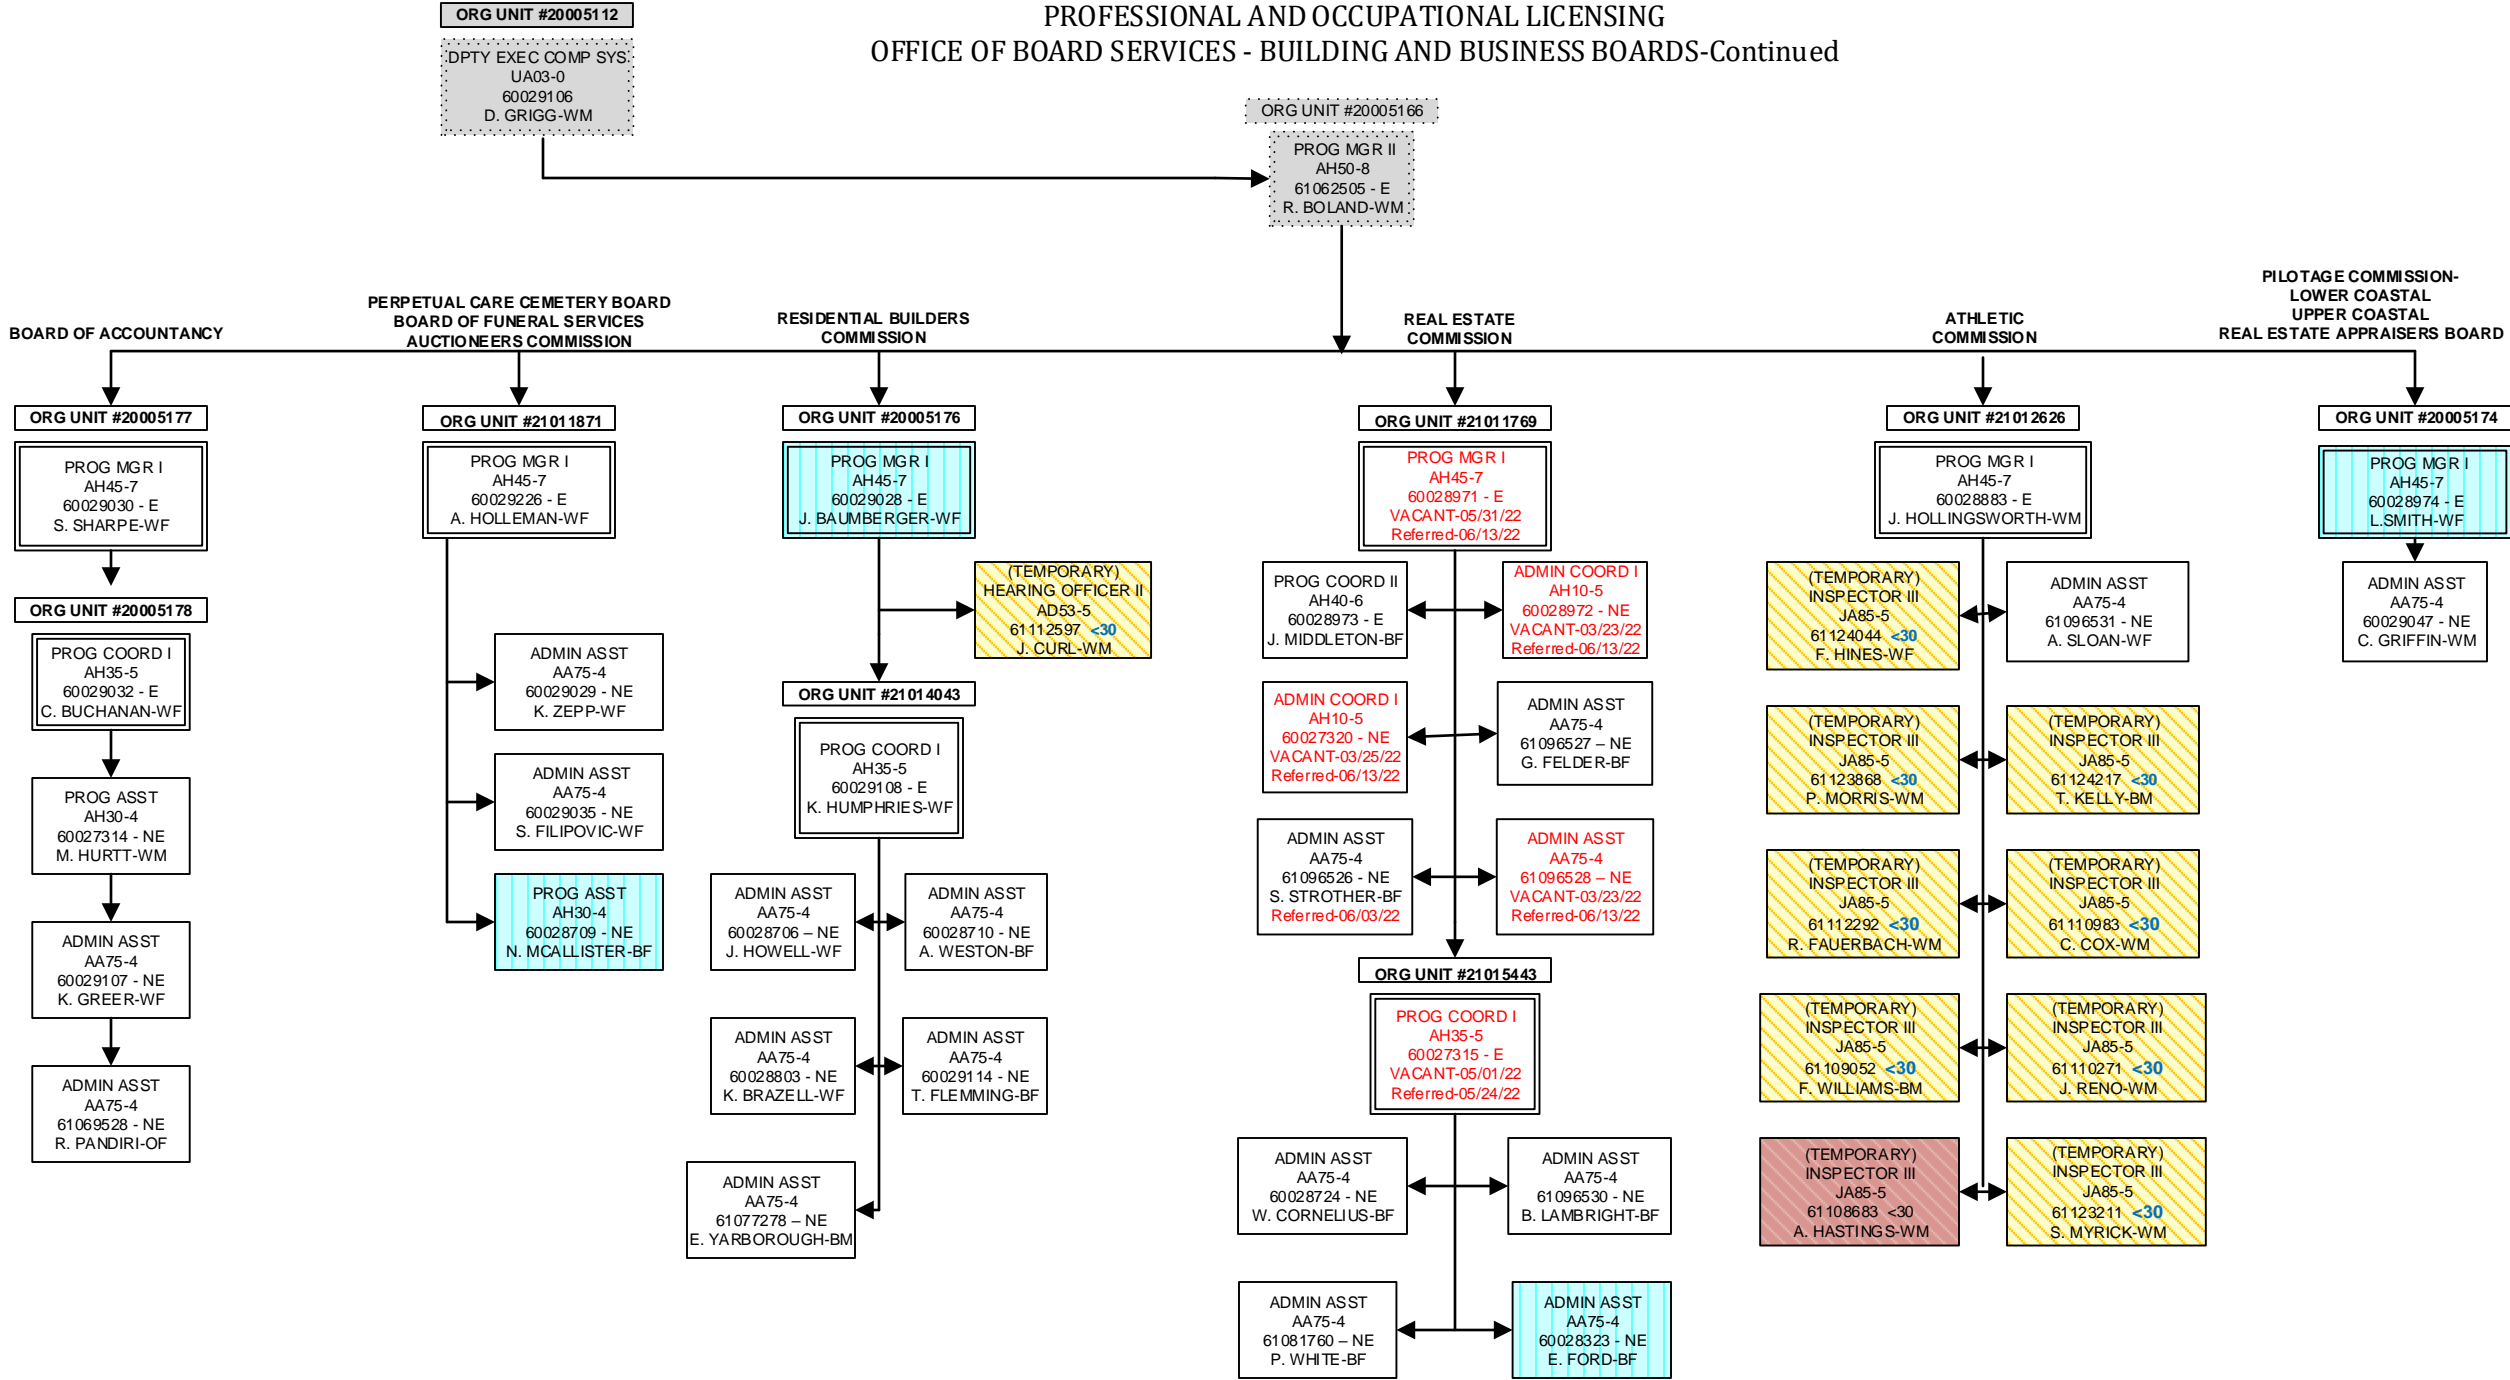 PROFESSIONAL AND OCCUPATIONAL LICENSING
OFFICE OF BOARD SERVICES - BUILDING AND BUSINESS BOARDS-Continued
ORG UNIT #20005112
DPTY EXEC COMP SYS
UA03-0
60029106
D. GRIGG-WM
ORG UNIT #20005166
PROG MGR II
AH50-8
61062505 - E
R. BOLAND-WM
BOARD OF ACCOUNTANCY
ORG UNIT #20005177
PROG MGR I
AH45-7
60029030 - E
S. SHARPE-WF
ORG UNIT #20005178
PROG COORD I
AH35-5
60029032 - E
C. BUCHANAN-WF
PROG ASST
AH30-4
60027314 - NE
M. HURTT-WM
ADMIN ASST
AA75-4
60029107 - NE
K. GREER-WF
ADMIN ASST
AA75-4
61069528 - NE
R. PANDIRI-OF
PERPETUAL CARE CEMETERY BOARD
BOARD OF FUNERAL SERVICES
AUCTIONEERS COMMISSION
ORG UNIT #21011871
PROG MGR I
AH45-7
60029226 - E
A. HOLLEMAN-WF
ADMIN ASST
AA75-4
60029029 - NE
K. ZEPP-WF
ADMIN ASST
AA75-4
60029035 - NE
S. FILIPOVIC-WF
PROG ASST
AH30-4
60028709 - NE
N. MCALLISTER-BF
RESIDENTIAL BUILDERS
COMMISSION
ORG UNIT #20005176
PROG MGR I
AH45-7
60029028 - E
J. BAUMBERGER-WF
(TEMPORARY)
HEARING OFFICER II
AD53-5
61112597 <30
J. CURL-WM
ORG UNIT #21014043
PROG COORD I
AH35-5
60029108 - E
K. HUMPHRIES-WF
ADMIN ASST
AA75-4
60028706 – NE
J. HOWELL-WF
ADMIN ASST
AA75-4
60028710 - NE
A. WESTON-BF
ADMIN ASST
AA75-4
60028803 - NE
K. BRAZELL-WF
ADMIN ASST
AA75-4
60029114 - NE
T. FLEMMING-BF
ADMIN ASST
AA75-4
61077278 – NE
E. YARBOROUGH-BM
REAL ESTATE
COMMISSION
ORG UNIT #21011769
PROG MGR I
AH45-7
60028971 - E
VACANT-05/31/22
Referred-06/13/22
PROG COORD II
AH40-6
60028973 - E
J. MIDDLETON-BF
ADMIN COORD I
AH10-5
60028972 - NE
VACANT-03/23/22
Referred-06/13/22
ADMIN COORD I
AH10-5
60027320 - NE
VACANT-03/25/22
Referred-06/13/22
ADMIN ASST
AA75-4
61096527 – NE
G. FELDER-BF
ADMIN ASST
AA75-4
61096526 - NE
S. STROTHER-BF
Referred-06/03/22
ADMIN ASST
AA75-4
61096528 – NE
VACANT-03/23/22
Referred-06/13/22
ORG UNIT #21015443
PROG COORD I
AH35-5
60027315 - E
VACANT-05/01/22
Referred-05/24/22
ADMIN ASST
AA75-4
60028724 - NE
W. CORNELIUS-BF
ADMIN ASST
AA75-4
61096530 - NE
B. LAMBRIGHT-BF
ADMIN ASST
AA75-4
61081760 – NE
P. WHITE-BF
ADMIN ASST
AA75-4
60028323 - NE
E. FORD-BF
ATHLETIC
COMMISSION
ORG UNIT #21012626
PROG MGR I
AH45-7
60028883 - E
J. HOLLINGSWORTH-WM
(TEMPORARY)
INSPECTOR III
JA85-5
61124044 <30
F. HINES-WF
ADMIN ASST
AA75-4
61096531 - NE
A. SLOAN-WF
(TEMPORARY)
INSPECTOR III
JA85-5
61123868 <30
P. MORRIS-WM
(TEMPORARY)
INSPECTOR III
JA85-5
61124217 <30
T. KELLY-BM
(TEMPORARY)
INSPECTOR III
JA85-5
61112292 <30
R. FAUERBACH-WM
(TEMPORARY)
INSPECTOR III
JA85-5
61110983 <30
C. COX-WM
(TEMPORARY)
INSPECTOR III
JA85-5
61109052 <30
F. WILLIAMS-BM
(TEMPORARY)
INSPECTOR III
JA85-5
61110271 <30
J. RENO-WM
(TEMPORARY)
INSPECTOR III
JA85-5
61108683 <30
A. HASTINGS-WM
(TEMPORARY)
INSPECTOR III
JA85-5
61123211 <30
S. MYRICK-WM
PILOTAGE COMMISSION-
LOWER COASTAL
UPPER COASTAL
REAL ESTATE APPRAISERS BOARD
ORG UNIT #20005174
PROG MGR I
AH45-7
60028974 - E
L.SMITH-WF
ADMIN ASST
AA75-4
60029047 - NE
C. GRIFFIN-WM